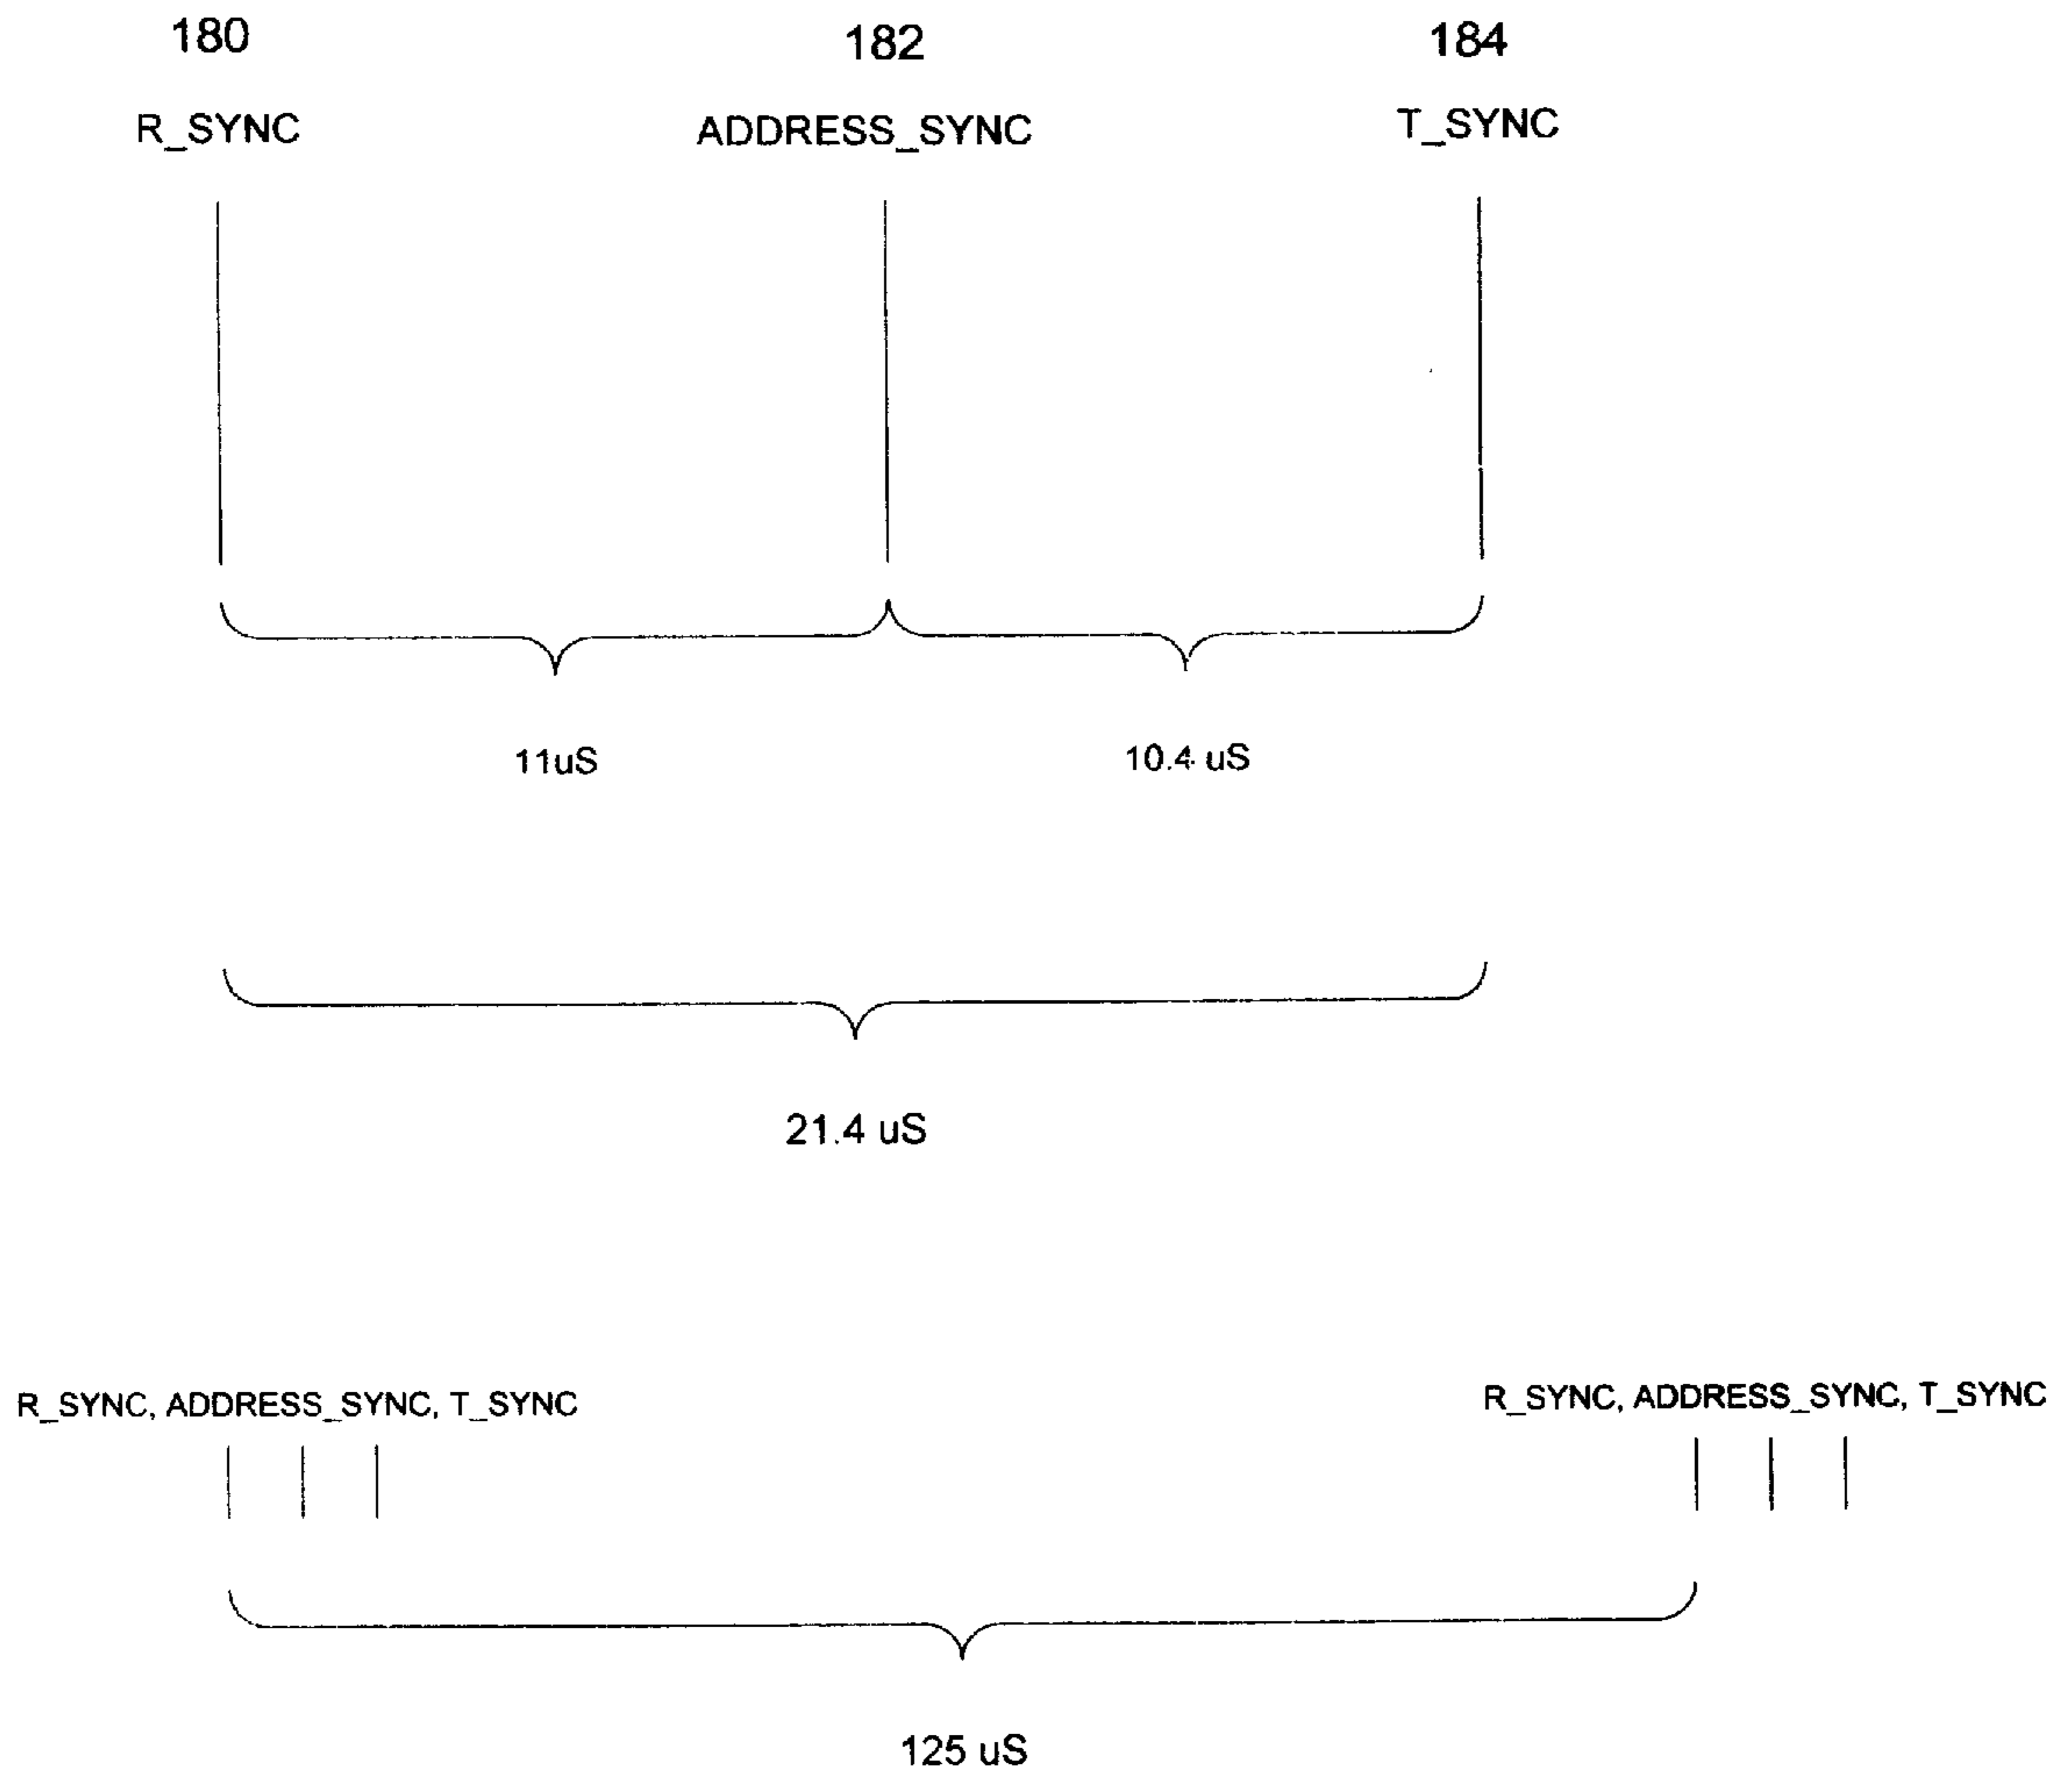 180 182 184
R_SYNC ADDRESS_SYNC T_SYNC
11uS 10.4 uS
21.4 uS
R_SYNC, ADDRESS_SYNC, T_SYNC R_SYNC, ADDRESS_SYNC, T_SYNC
125 uS